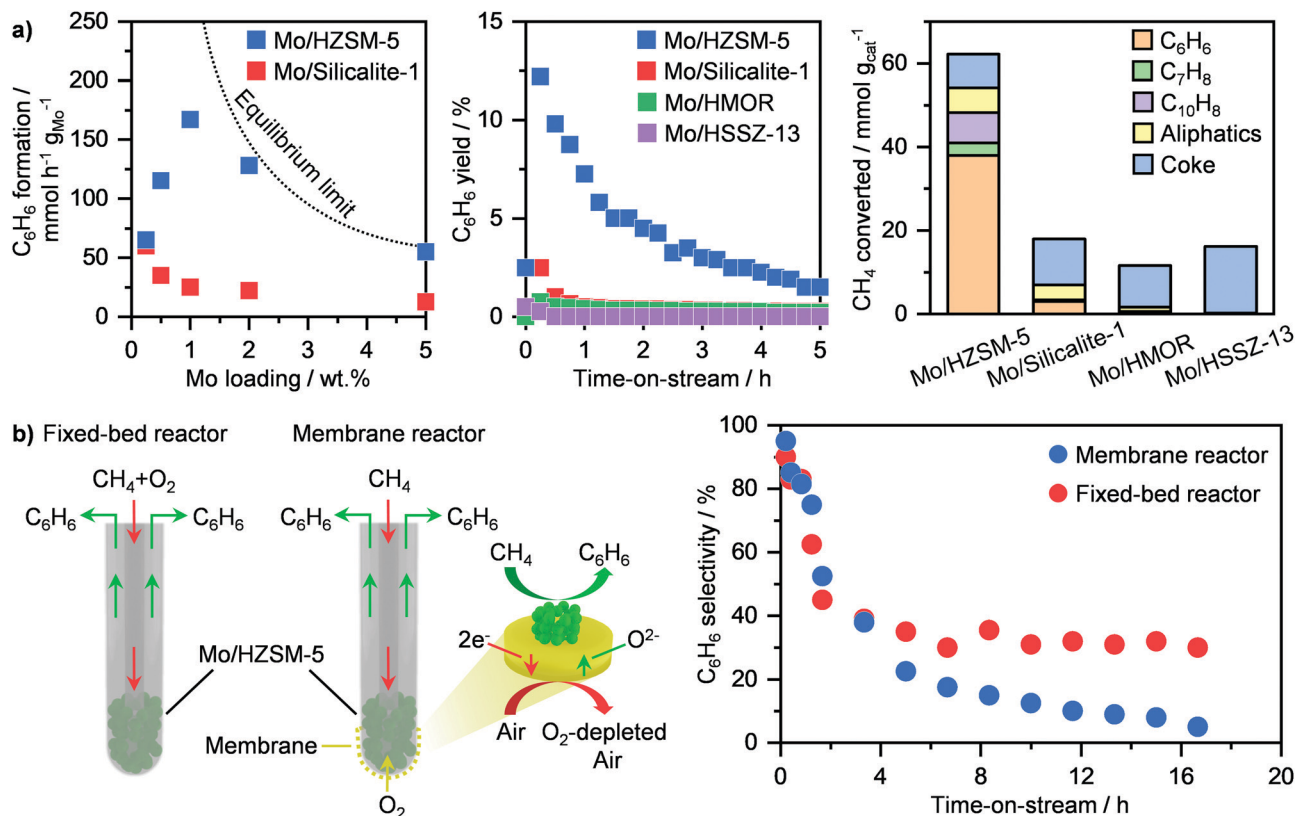 a)
250
200
150
100
50
0
C₆H₆ formation /
mmol h⁻¹ g_Mo⁻¹
Mo/HZSM-5
Mo/Silicalite-1
Equilibrium limit
0 1 2 3 4 5
Mo loading / wt.%
15
10
5
0
C₆H₆ yield / %
Mo/HZSM-5
Mo/Silicalite-1
Mo/HMOR
Mo/HSSZ-13
0 1 2 3 4 5
Time-on-stream / h
60
40
20
0
CH₄ converted / mmol g_cat⁻¹
C₆H₆
C₇H₈
C₁₀H₈
Aliphatics
Coke
Mo/HZSM-5
Mo/Silicalite-1
Mo/HMOR
Mo/HSSZ-13
b)
Fixed-bed reactor
CH₄+O₂
C₆H₆ C₆H₆
Membrane reactor
CH₄
C₆H₆ C₆H₆
Mo/HZSM-5
Membrane
O₂
CH₄ C₆H₆
2e⁻ O²⁻
Air O₂-depleted
Air
100
80
60
40
20
0
C₆H₆ selectivity / %
Membrane reactor
Fixed-bed reactor
0 4 8 12 16 20
Time-on-stream / h